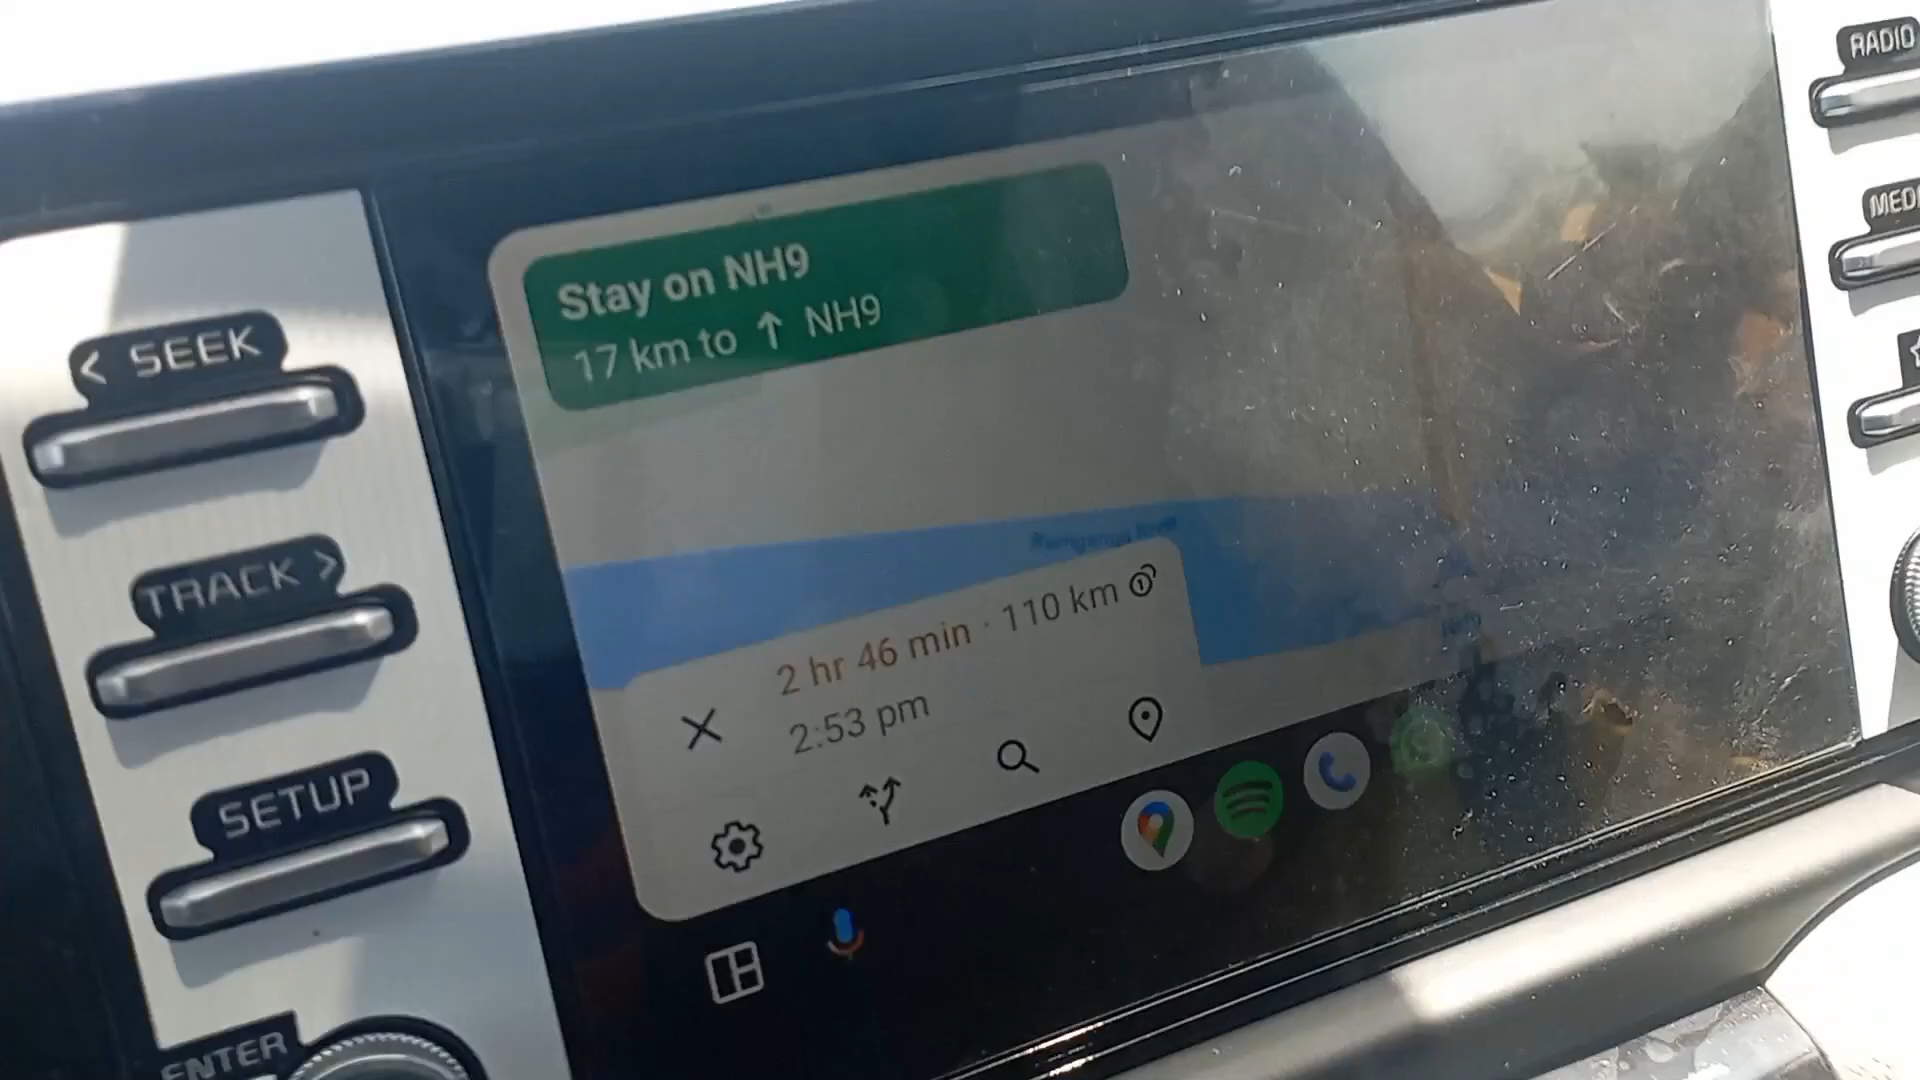 RADIO
Stay on NH9
17 km to ↑ NH9
< SEEK
TRACK >
SETUP
ENTER
2 hr 46 min · 110 km
2:53 pm